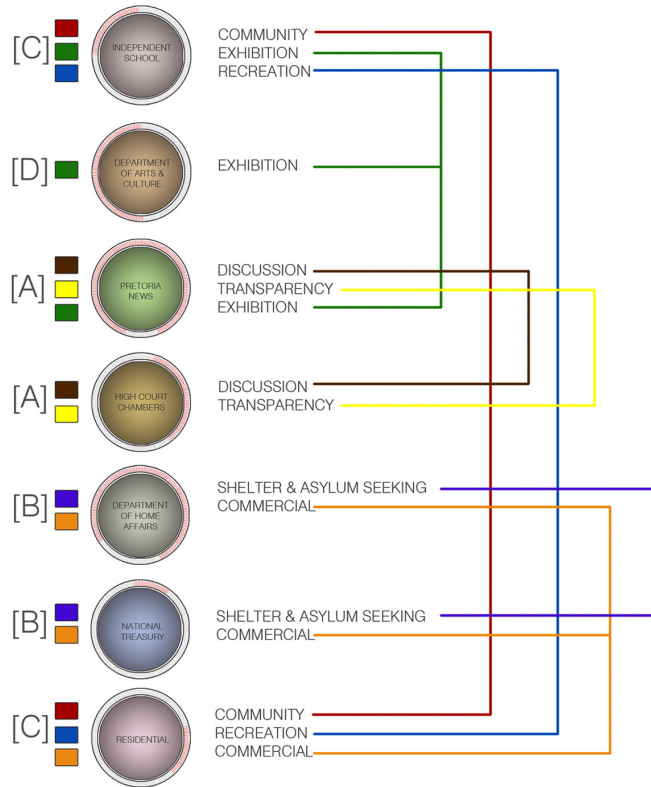 [C]
INDEPENDENT
SCHOOL
COMMUNITY
EXHIBITION
RECREATION
[D]
DEPARTMENT
OF ARTS &
CULTURE
EXHIBITION
[A]
PRETORIA
NEWS
DISCUSSION
TRANSPARENCY
EXHIBITION
[A]
HIGH COURT
CHAMBERS
DISCUSSION
TRANSPARENCY
[B]
DEPARTMENT
OF HOME
AFFAIRS
SHELTER & ASYLUM SEEKING
COMMERCIAL
[B]
NATIONAL
TREASURY
SHELTER & ASYLUM SEEKING
COMMERCIAL
[C]
RESIDENTIAL
COMMUNITY
RECREATION
COMMERCIAL